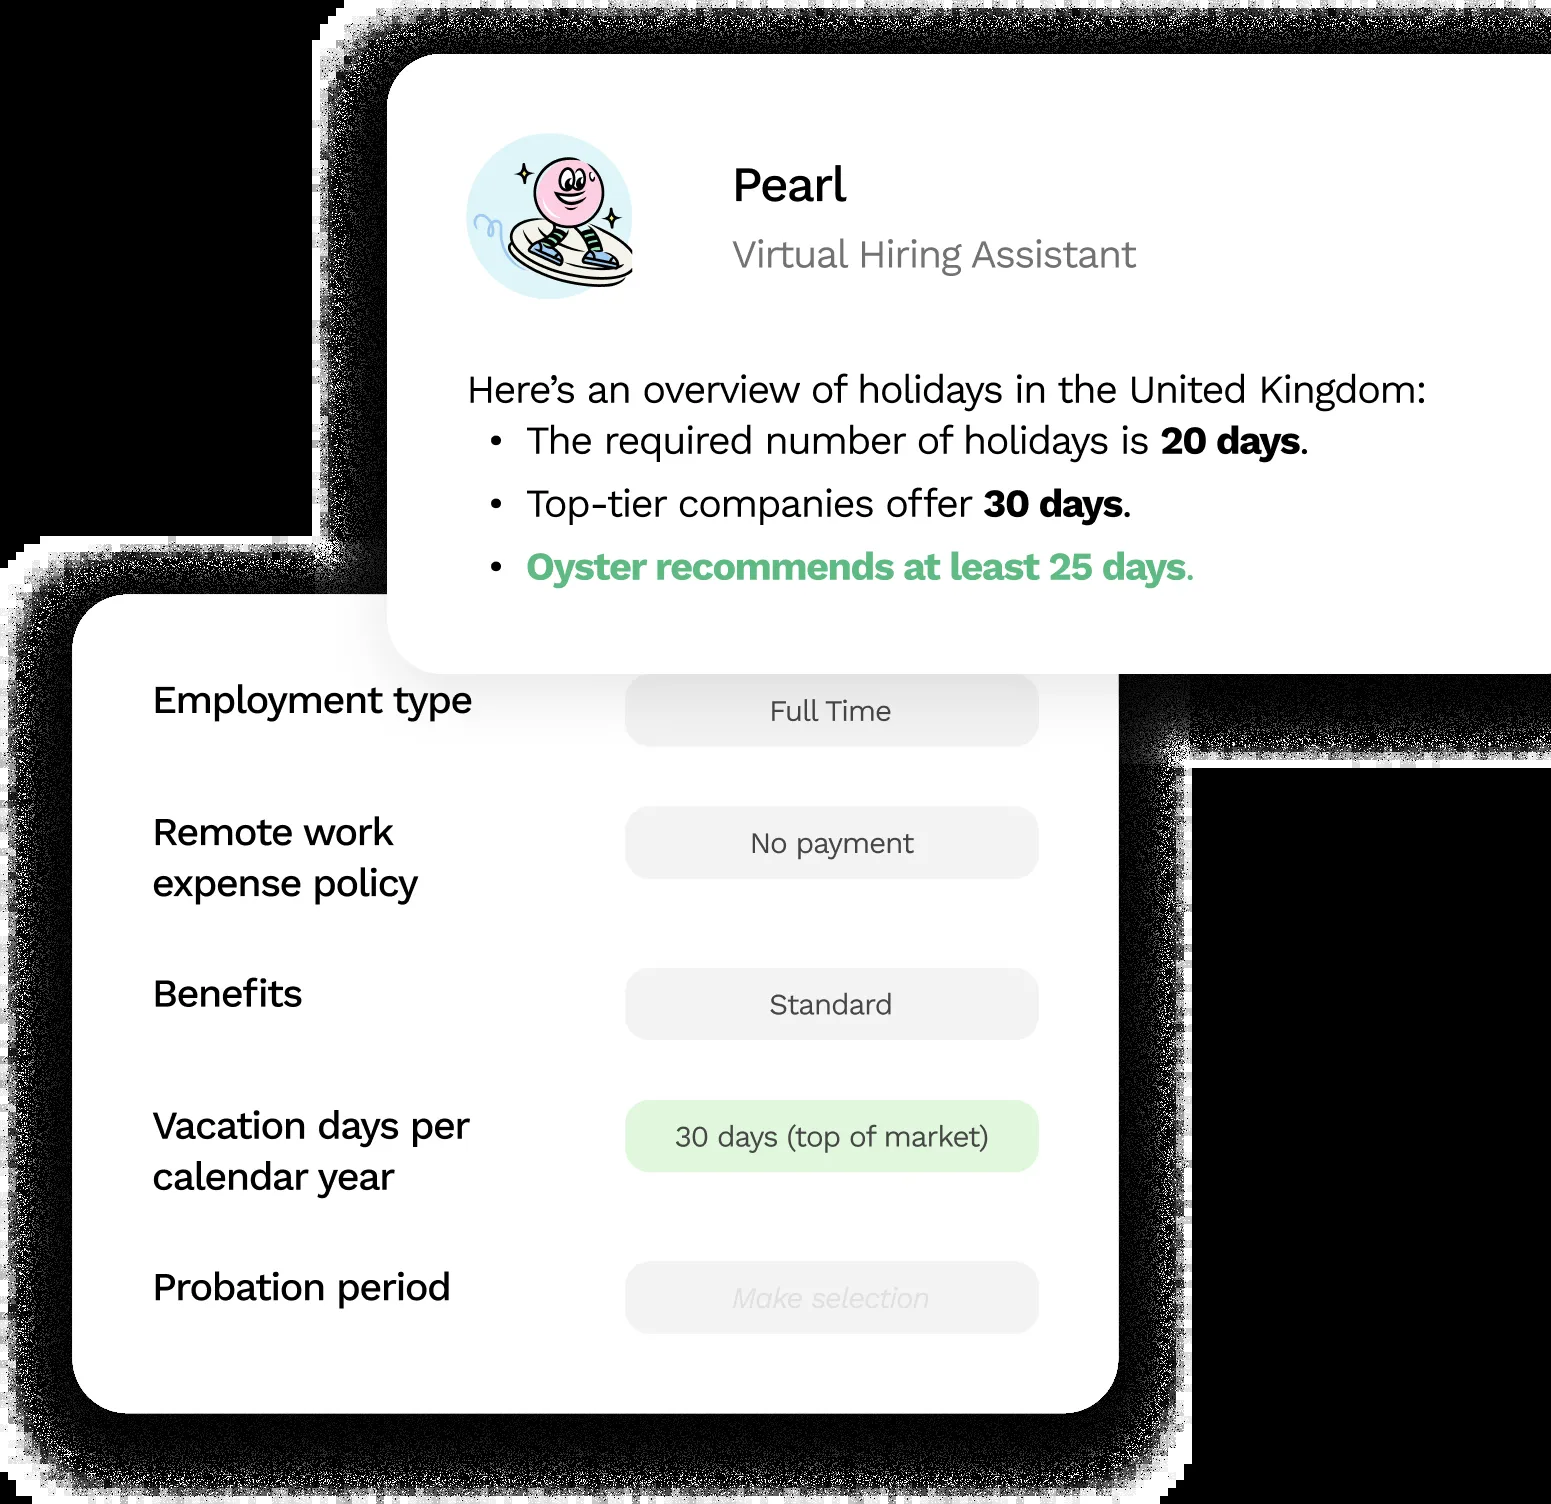 Pearl
Virtual Hiring Assistant
Here’s an overview of holidays in the United Kingdom:
• The required number of holidays is 20 days.
• Top-tier companies offer 30 days.
• Oyster recommends at least 25 days.
Employment type
Full Time
Remote work
expense policy
No payment
Benefits
Standard
Vacation days per
calendar year
30 days (top of market)
Probation period
Make selection